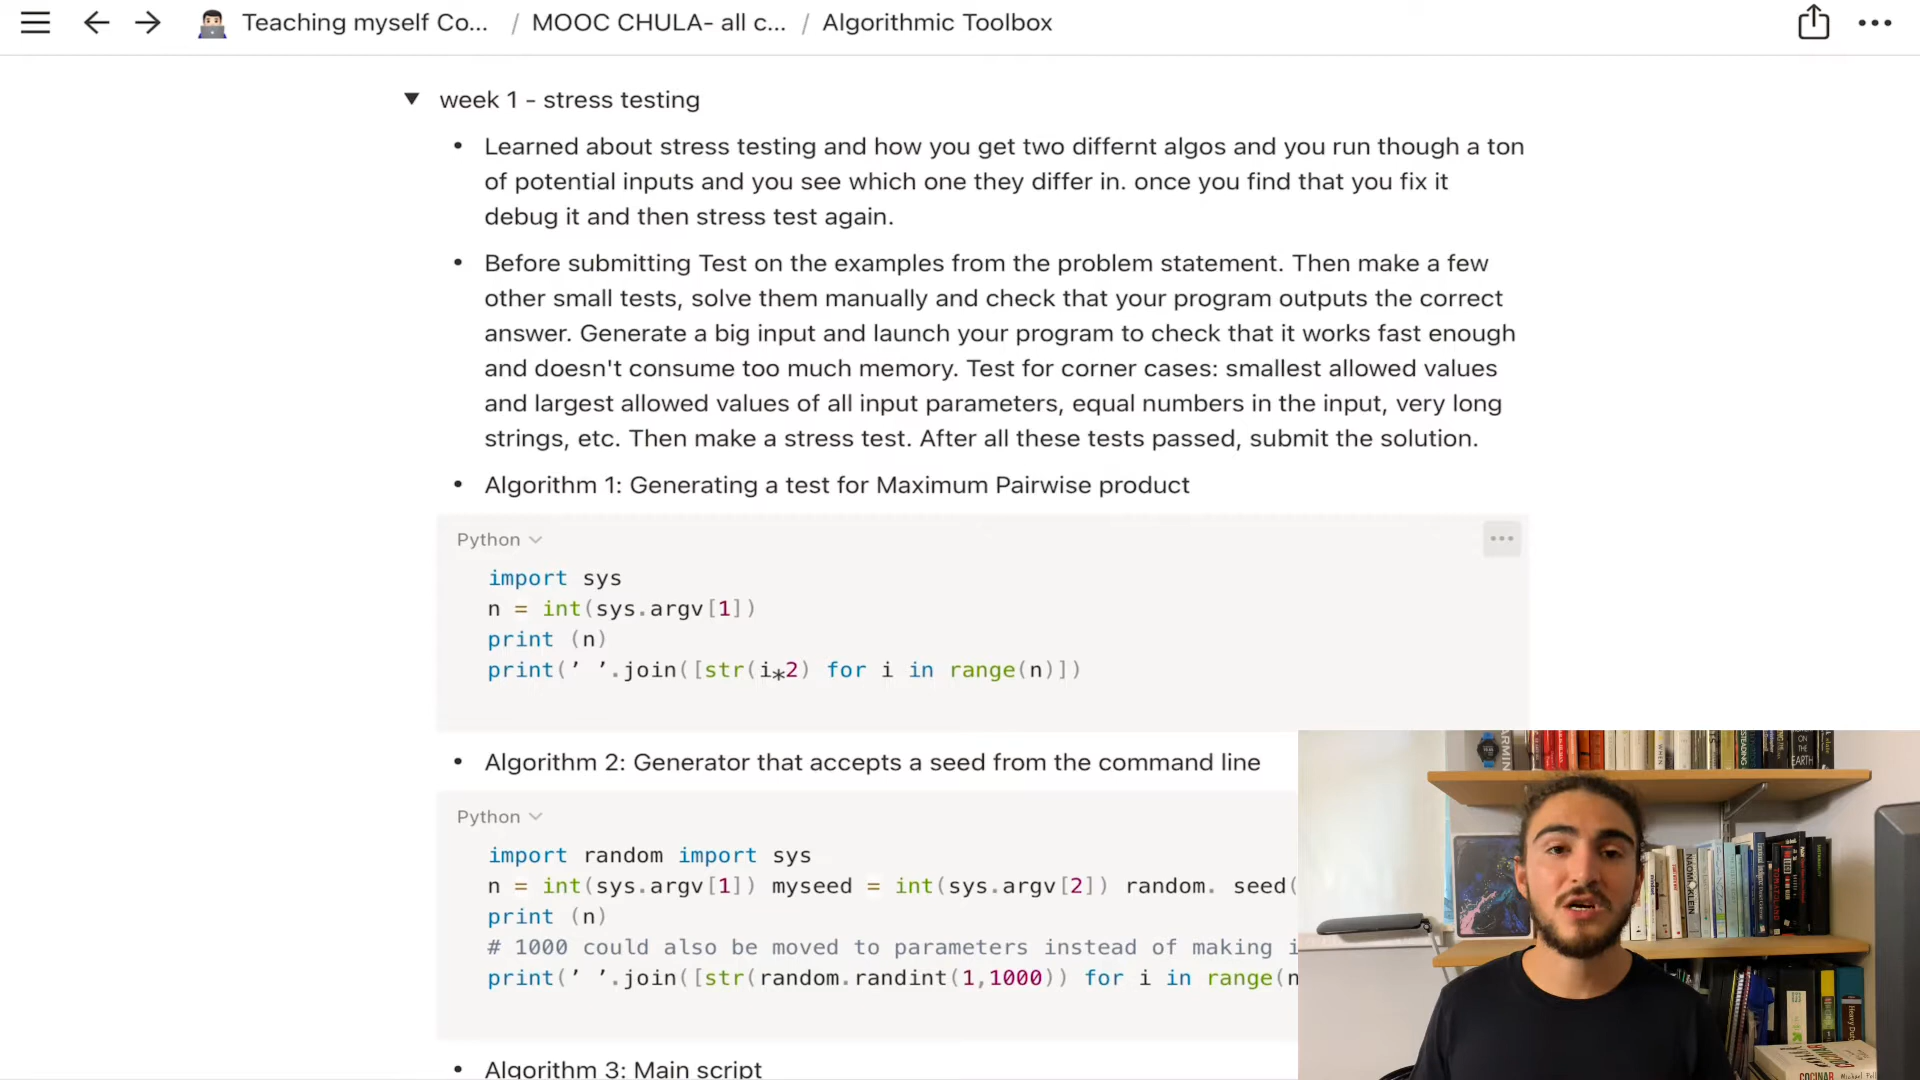 Teaching myself Co... / MOOC CHULA- all c... / Algorithmic Toolbox
week 1 - stress testing
• Learned about stress testing and how you get two differnt algos and you run though a ton
of potential inputs and you see which one they differ in. once you find that you fix it
debug it and then stress test again.
• Before submitting Test on the examples from the problem statement. Then make a few
other small tests, solve them manually and check that your program outputs the correct
answer. Generate a big input and launch your program to check that it works fast enough
and doesn't consume too much memory. Test for corner cases: smallest allowed values
and largest allowed values of all input parameters, equal numbers in the input, very long
strings, etc. Then make a stress test. After all these tests passed, submit the solution.
• Algorithm 1: Generating a test for Maximum Pairwise product
Python
import sys
n = int(sys.argv[1])
print (n)
print(’ ’.join([str(i*2) for i in range(n)])
• Algorithm 2: Generator that accepts a seed from the command line
Python
import random import sys
n = int(sys.argv[1]) myseed = int(sys.argv[2]) random. seed(
print (n)
# 1000 could also be moved to parameters instead of making i
print(’ ’.join([str(random.randint(1,1000)) for i in range(n
• Algorithm 3: Main script
NAOMI KLEIN
ON
THE
EARTH
COCINAR